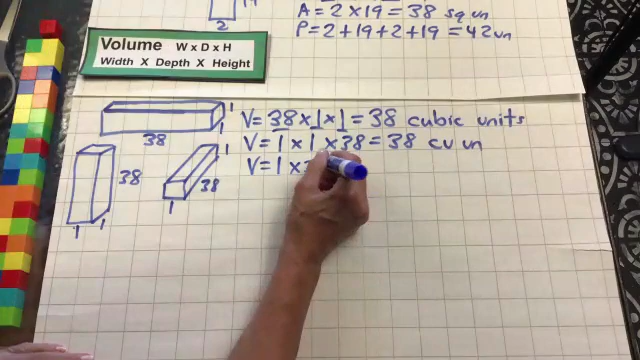 A = 2 x 19 = 38 sq un
P = 2 + 19 + 2 + 19 = 42 un
2
Volume W x D x H
Width X Depth X Height
V = 38 x 1 x 1 = 38 cubic units
V = 1 x 1 x 38 = 38 cu un
V = 1 x
1
1
38
38
1
1
1
38
1